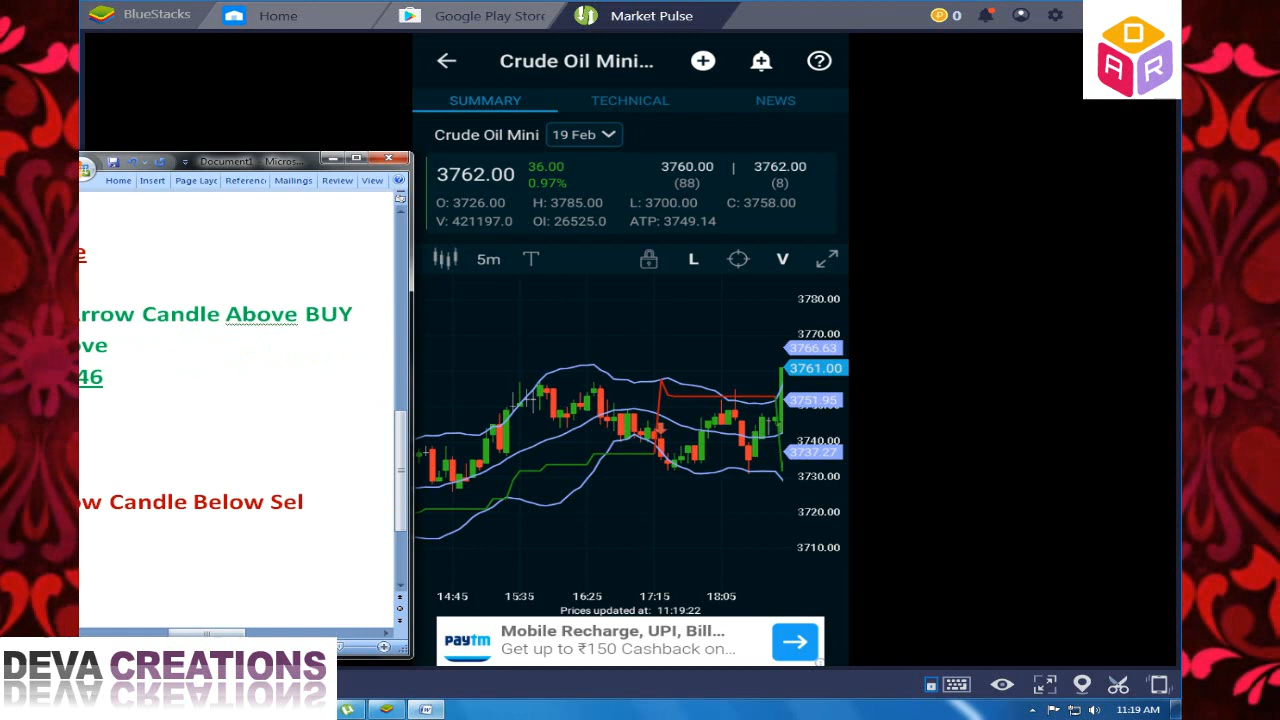 BlueStacks
Home
Google Play Store
Market Pulse
P 0
D
A R
Crude Oil Mini...
SUMMARY TECHNICAL NEWS
Crude Oil Mini 19 Feb
3762.00 36.00 0.97% 3760.00 (88) | 3762.00 (8)
O: 3726.00 H: 3785.00 L: 3700.00 C: 3758.00
V: 421197.0 OI: 26525.0 ATP: 3749.14
5m T L V
Document1 Micros...
Home Insert Page Layc Referenc Mailings Review View
e
rrow Candle Above BUY
ove
46
ow Candle Below Sel
3780.00
3770.00
3766.63
3761.00
3751.95
3740.00
3737.27
3730.00
3720.00
3710.00
14:45 15:35 16:25 17:15 18:05
Prices updated at: 11:19:22
paytm
Mobile Recharge, UPI, Bill...
Get up to ₹150 Cashback on...
DEVA CREATIONS
11:19 AM